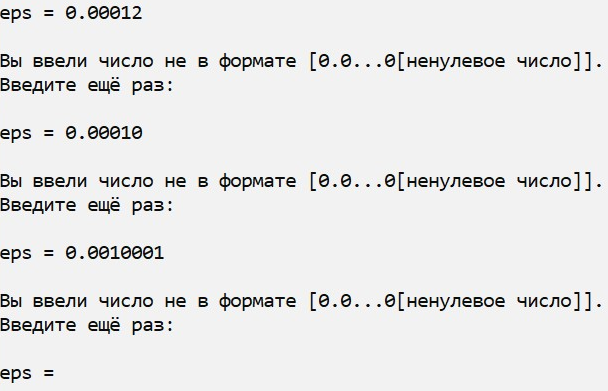 eps = 0.00012
Вы ввели число не в формате [0.0...0[ненулевое число]].
Введите ещё раз:
eps = 0.00010
Вы ввели число не в формате [0.0...0[ненулевое число]].
Введите ещё раз:
eps = 0.0010001
Вы ввели число не в формате [0.0...0[ненулевое число]].
Введите ещё раз:
eps =